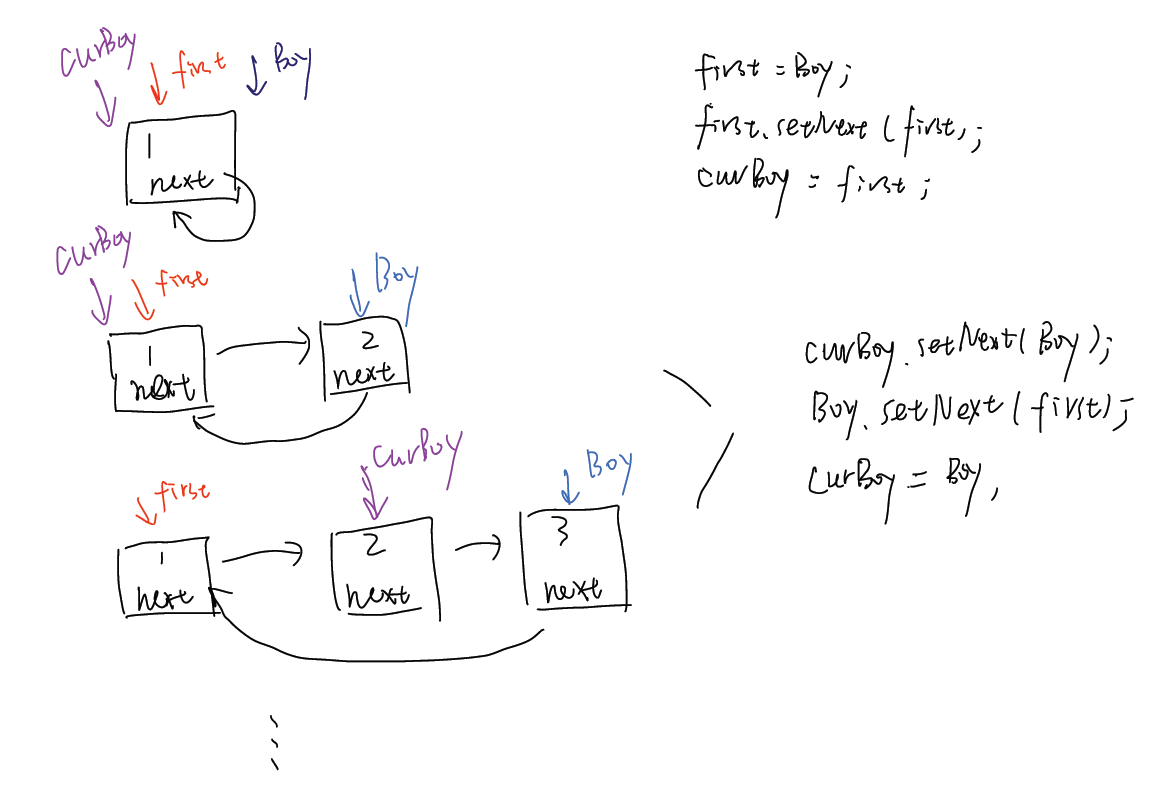 curBoy first Boy
1
next
first = Boy;
first.setNext(first,;
curBoy = first;
curBoy first Boy
1 2
next next
curBoy.setNext(Boy);
Boy.setNext(first);
curBoy = Boy,
first curBoy Boy
1 2 3
next next next